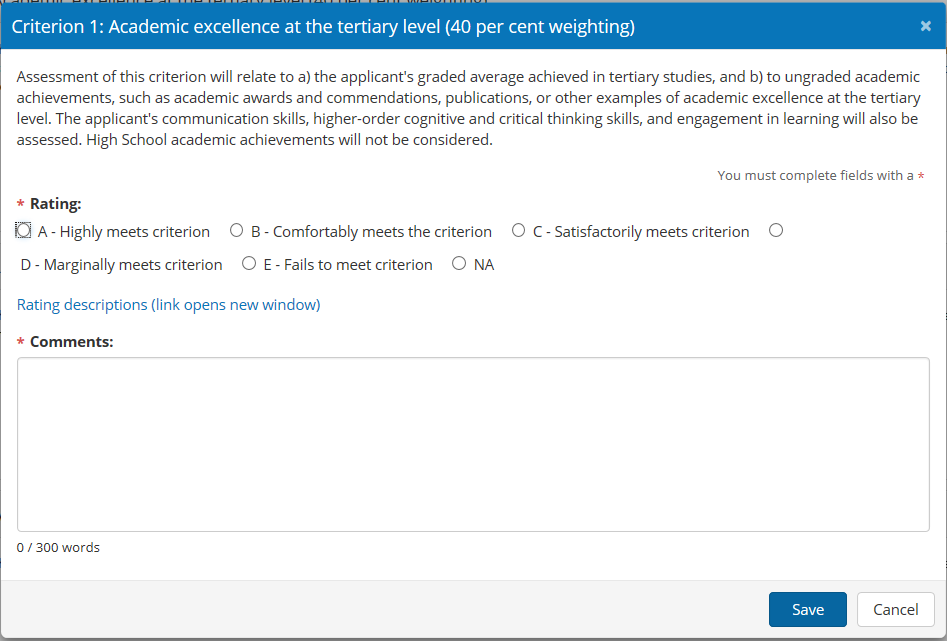 Criterion 1: Academic excellence at the tertiary level (40 per cent weighting)
Assessment of this criterion will relate to a) the applicant's graded average achieved in tertiary studies, and b) to ungraded academic
achievements, such as academic awards and commendations, publications, or other examples of academic excellence at the tertiary
level. The applicant's communication skills, higher-order cognitive and critical thinking skills, and engagement in learning will also be
assessed. High School academic achievements will not be considered.
You must complete fields with a *
* Rating:
A - Highly meets criterion B - Comfortably meets the criterion C - Satisfactorily meets criterion
D - Marginally meets criterion E - Fails to meet criterion NA
Rating descriptions (link opens new window)
* Comments:
0 / 300 words
Save Cancel